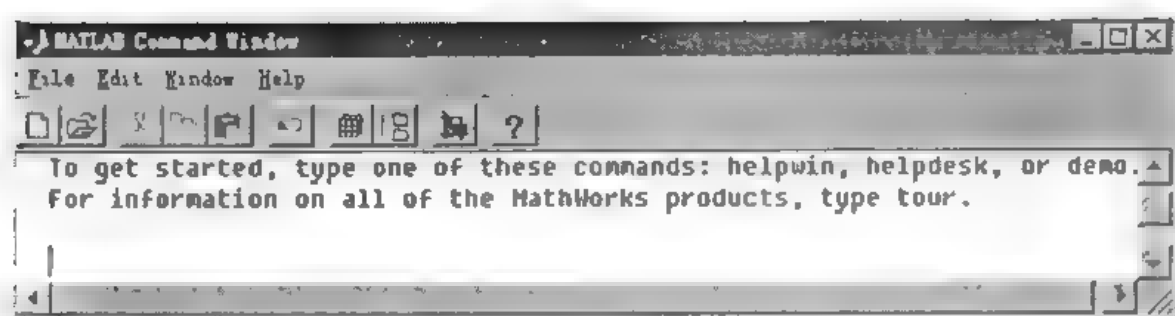 MATLAB Command Window
File Edit Window Help
To get started, type one of these commands: helpwin, helpdesk, or demo.
For information on all of the MathWorks products, type tour.